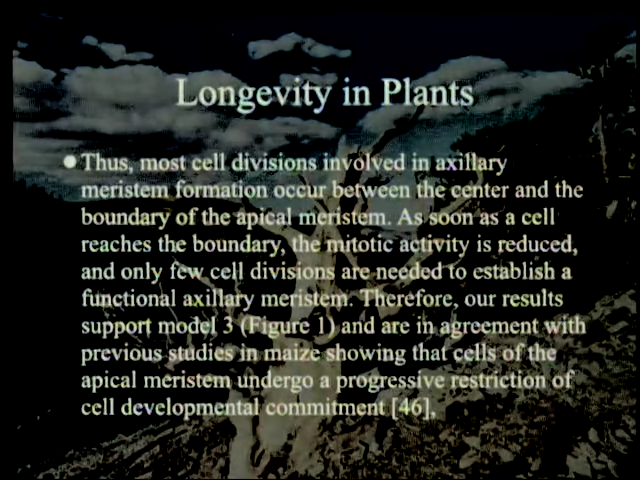 Longevity in Plants
Thus, most cell divisions involved in axillary
meristem formation occur between the center and the
boundary of the apical meristem. As soon as a cell
reaches the boundary, the mitotic activity is reduced,
and only few cell divisions are needed to establish a
functional axillary meristem. Therefore, our results
support model 3 (Figure 1) and are in agreement with
previous studies in maize showing that cells of the
apical meristem undergo a progressive restriction of
cell developmental commitment [46],